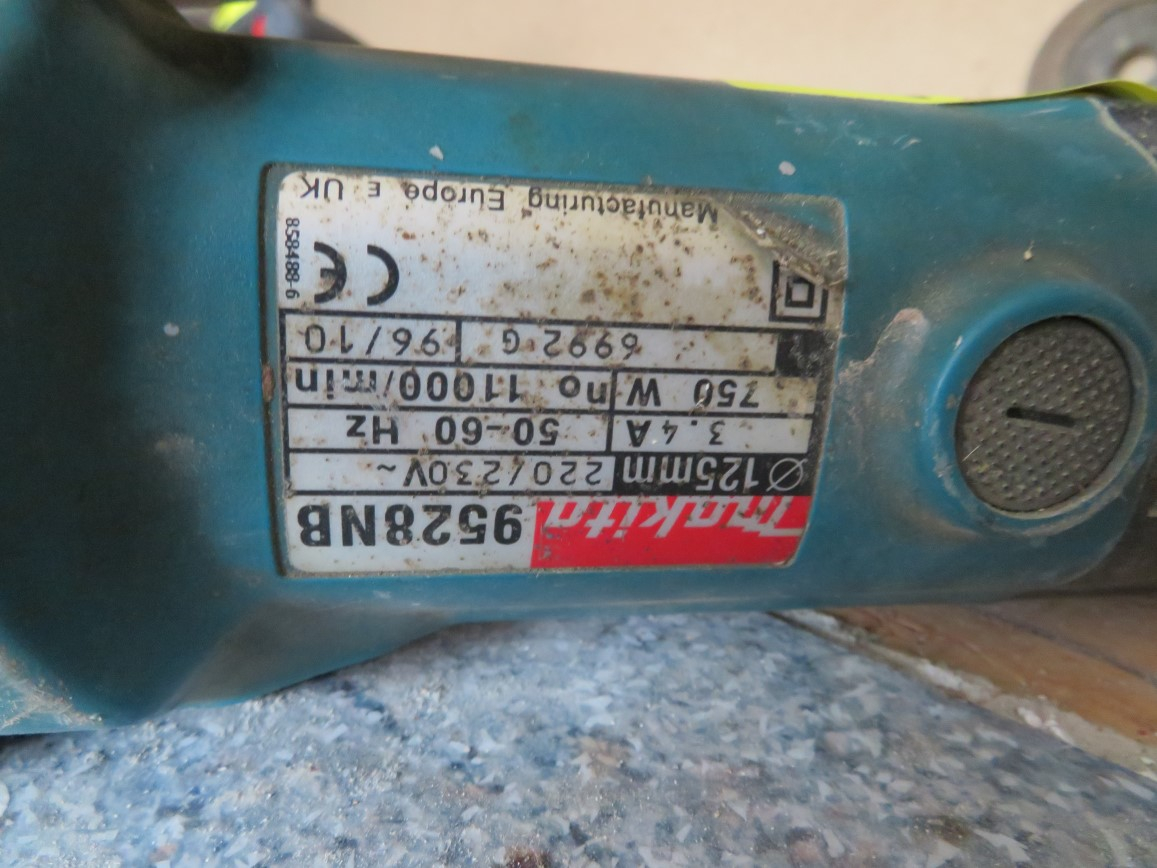 makita 9528NB
⌀125mm 220/230V~
3.4A 50-60 Hz
750 W no 11000/min
6992 G 96/10
CE
858488-6
Manufacturing Europe E UK